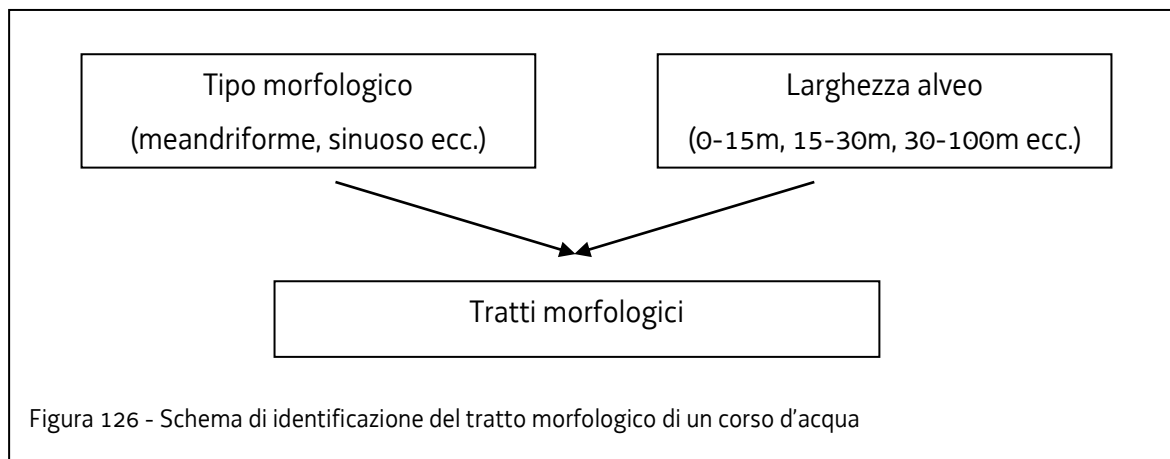 Tipo morfologico
(meandriforme, sinuoso ecc.)
Larghezza alveo
(0-15m, 15-30m, 30-100m ecc.)
Tratti morfologici
Figura 126 - Schema di identificazione del tratto morfologico di un corso d'acqua